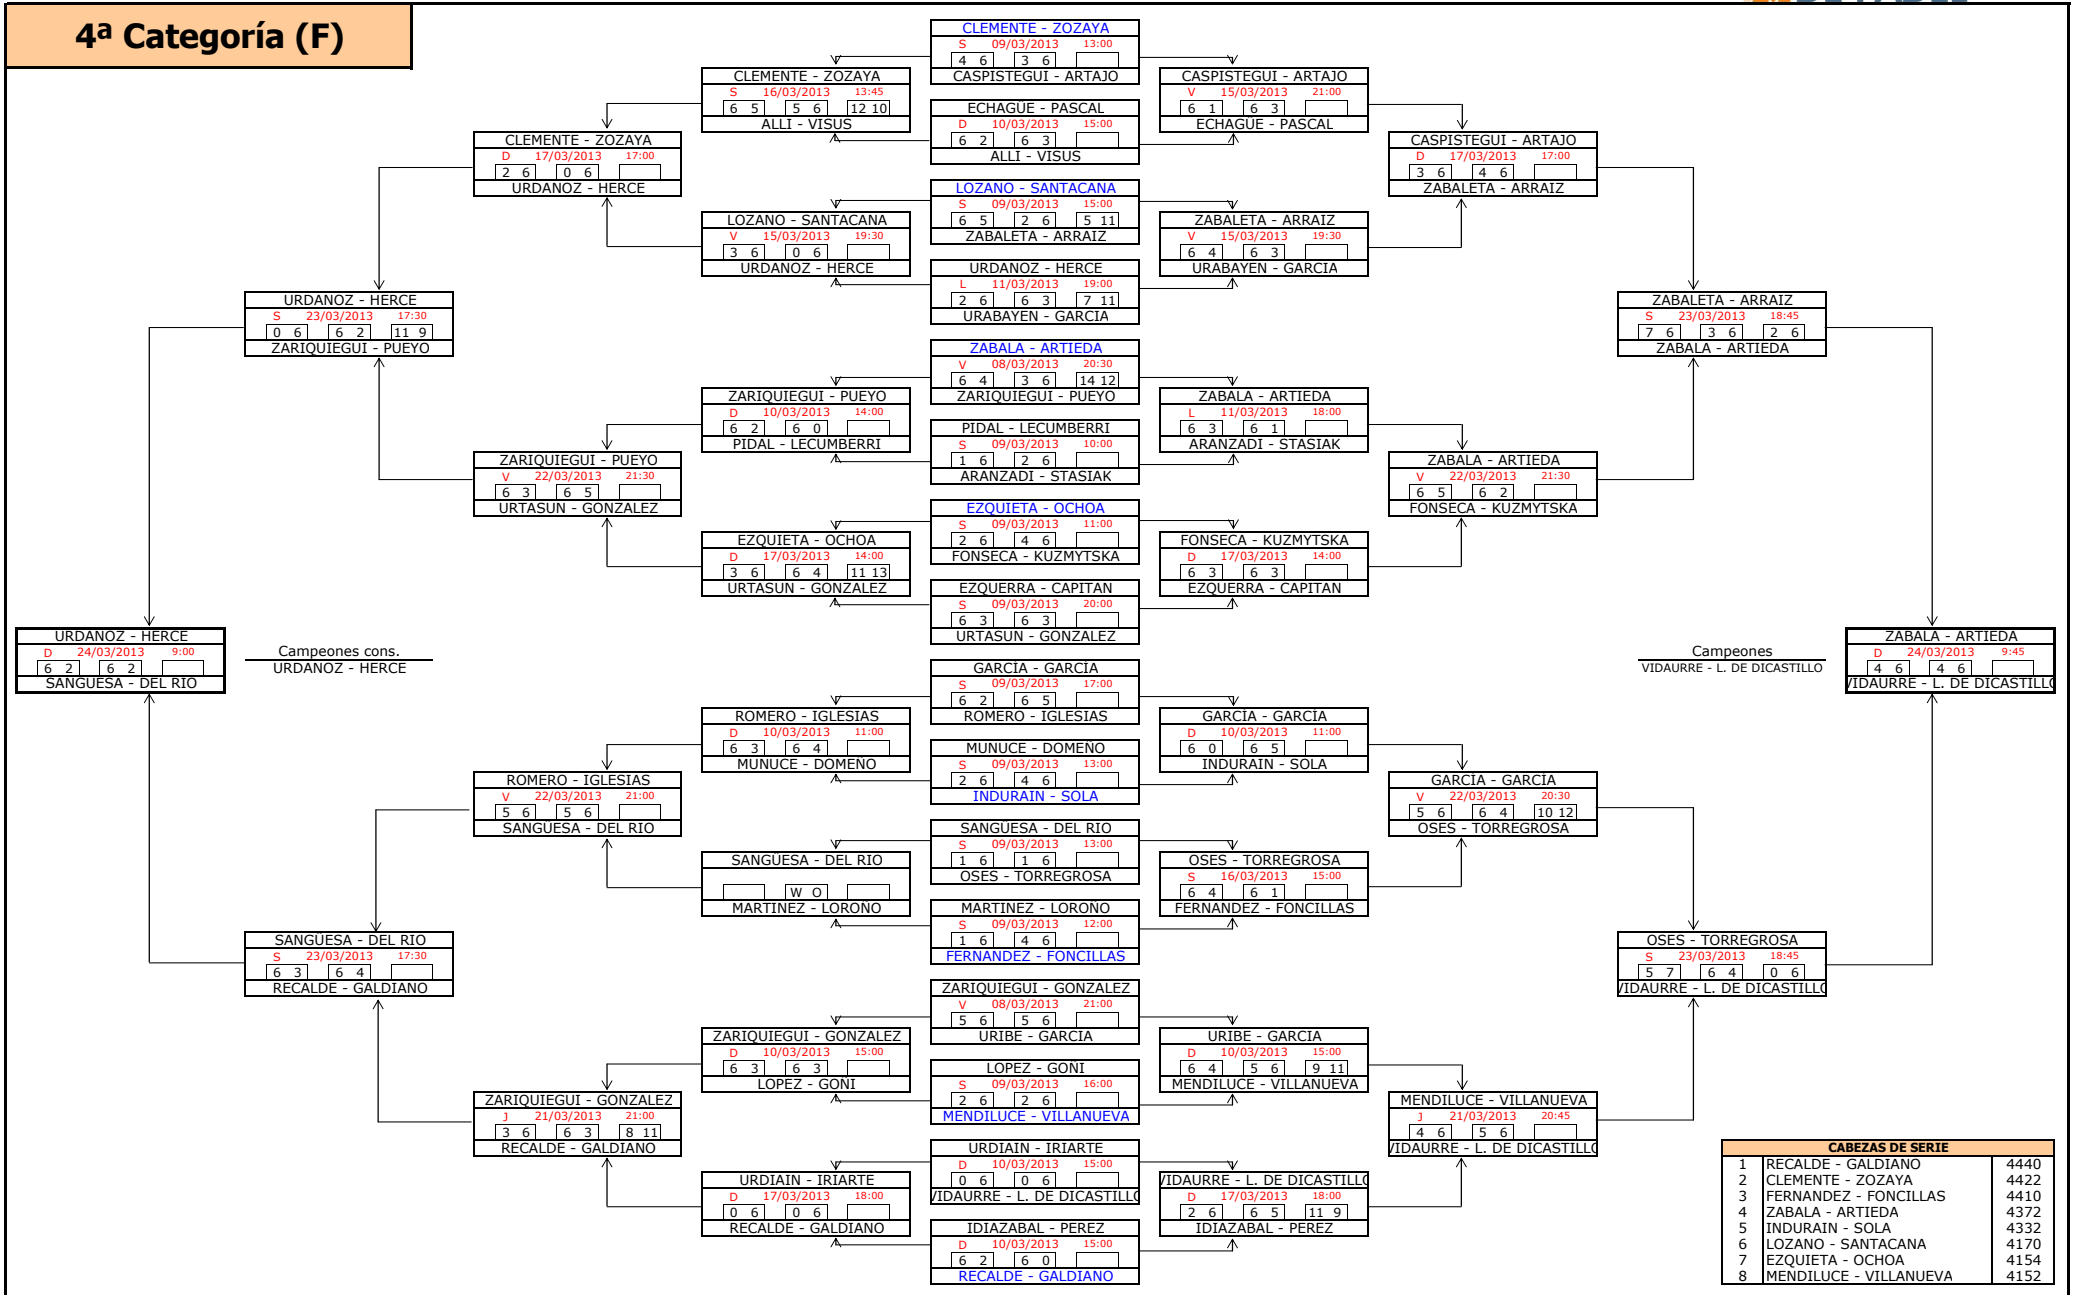 4ª Categoría (F)
CLEMENTE - ZOZAYA
S 09/03/2013 13:00
4 6 3 6
CASPISTEGUI - ARTAJO
ECHAGÜE - PASCAL
D 10/03/2013 15:00
6 2 6 3
ALLI - VISUS
LOZANO - SANTACANA
S 09/03/2013 15:00
6 5 2 6 5 11
ZABALETA - ARRAIZ
URDANOZ - HERCE
L 11/03/2013 19:00
2 6 6 3 7 11
URABAYEN - GARCIA
ZABALA - ARTIEDA
V 08/03/2013 20:30
6 4 3 6 14 12
ZARIQUIEGUI - PUEYO
PIDAL - LECUMBERRI
S 09/03/2013 10:00
1 6 2 6
ARANZADI - STASIAK
EZQUIETA - OCHOA
S 09/03/2013 11:00
2 6 4 6
FONSECA - KUZMYTSKA
EZQUERRA - CAPITAN
S 09/03/2013 20:00
6 3 6 3
URTASUN - GONZALEZ
GARCÍA - GARCÍA
S 09/03/2013 17:00
6 2 6 5
ROMERO - IGLESIAS
MUNUCE - DOMEÑO
S 09/03/2013 13:00
2 6 4 6
INDURAIN - SOLA
SANGÜESA - DEL RIO
S 09/03/2013 13:00
1 6 1 6
OSES - TORREGROSA
MARTINEZ - LOROÑO
S 09/03/2013 12:00
1 6 4 6
FERNANDEZ - FONCILLAS
ZARIQUIEGUI - GONZALEZ
V 08/03/2013 21:00
5 6 5 6
URIBE - GARCIA
LOPEZ - GOÑI
S 09/03/2013 16:00
2 6 2 6
MENDILUCE - VILLANUEVA
URDIAIN - IRIARTE
D 10/03/2013 15:00
0 6 0 6
VIDAURRE - L. DE DICASTILLO
IDIAZABAL - PEREZ
D 10/03/2013 15:00
6 2 6 0
RECALDE - GALDIANO
CLEMENTE - ZOZAYA
S 16/03/2013 13:45
6 5 5 6 12 10
ALLI - VISUS
LOZANO - SANTACANA
V 15/03/2013 19:30
3 6 0 6
URDANOZ - HERCE
ZARIQUIEGUI - PUEYO
D 10/03/2013 14:00
6 2 6 0
PIDAL - LECUMBERRI
EZQUIETA - OCHOA
D 17/03/2013 14:00
3 6 6 4 11 13
URTASUN - GONZALEZ
ROMERO - IGLESIAS
D 10/03/2013 11:00
6 3 6 4
MUNUCE - DOMEÑO
SANGÜESA - DEL RIO
W O
MARTINEZ - LOROÑO
ZARIQUIEGUI - GONZALEZ
D 10/03/2013 15:00
6 3 6 3
LOPEZ - GOÑI
URDIAIN - IRIARTE
D 17/03/2013 18:00
0 6 0 6
RECALDE - GALDIANO
CLEMENTE - ZOZAYA
D 17/03/2013 17:00
2 6 0 6
URDANOZ - HERCE
ZARIQUIEGUI - PUEYO
V 22/03/2013 21:30
6 3 6 5
URTASUN - GONZALEZ
ROMERO - IGLESIAS
V 22/03/2013 21:00
5 6 5 6
SANGÜESA - DEL RIO
ZARIQUIEGUI - GONZALEZ
J 21/03/2013 21:00
3 6 6 3 8 11
RECALDE - GALDIANO
URDANOZ - HERCE
S 23/03/2013 17:30
0 6 6 2 11 9
ZARIQUIEGUI - PUEYO
SANGÜESA - DEL RIO
S 23/03/2013 17:30
6 3 6 4
RECALDE - GALDIANO
URDANOZ - HERCE
D 24/03/2013 9:00
6 2 6 2
SANGUESA - DEL RIO
Campeones cons.
URDANOZ - HERCE
CASPISTEGUI - ARTAJO
V 15/03/2013 21:00
6 1 6 3
ECHAGÜE - PASCAL
ZABALETA - ARRAIZ
V 15/03/2013 19:30
6 4 6 3
URABAYEN - GARCIA
ZABALA - ARTIEDA
L 11/03/2013 18:00
6 3 6 1
ARANZADI - STASIAK
FONSECA - KUZMYTSKA
D 17/03/2013 14:00
6 3 6 3
EZQUERRA - CAPITAN
GARCÍA - GARCÍA
D 10/03/2013 11:00
6 0 6 5
INDURAIN - SOLA
OSES - TORREGROSA
S 16/03/2013 15:00
6 4 6 1
FERNANDEZ - FONCILLAS
URIBE - GARCIA
D 10/03/2013 15:00
6 4 5 6 9 11
MENDILUCE - VILLANUEVA
VIDAURRE - L. DE DICASTILLO
D 17/03/2013 18:00
2 6 6 5 11 9
IDIAZABAL - PEREZ
CASPISTEGUI - ARTAJO
D 17/03/2013 17:00
3 6 4 6
ZABALETA - ARRAIZ
ZABALA - ARTIEDA
V 22/03/2013 21:30
6 5 6 2
FONSECA - KUZMYTSKA
GARCÍA - GARCÍA
V 22/03/2013 20:30
5 6 6 4 10 12
OSES - TORREGROSA
MENDILUCE - VILLANUEVA
J 21/03/2013 20:45
4 6 5 6
VIDAURRE - L. DE DICASTILLO
ZABALETA - ARRAIZ
S 23/03/2013 18:45
7 6 3 6 2 6
ZABALA - ARTIEDA
OSES - TORREGROSA
S 23/03/2013 18:45
5 7 6 4 0 6
VIDAURRE - L. DE DICASTILLO
Campeones
VIDAURRE - L. DE DICASTILLO
ZABALA - ARTIEDA
D 24/03/2013 9:45
4 6 4 6
VIDAURRE - L. DE DICASTILLO
CABEZAS DE SERIE
1 RECALDE - GALDIANO 4440
2 CLEMENTE - ZOZAYA 4422
3 FERNANDEZ - FONCILLAS 4410
4 ZABALA - ARTIEDA 4372
5 INDURAIN - SOLA 4332
6 LOZANO - SANTACANA 4170
7 EZQUIETA - OCHOA 4154
8 MENDILUCE - VILLANUEVA 4152